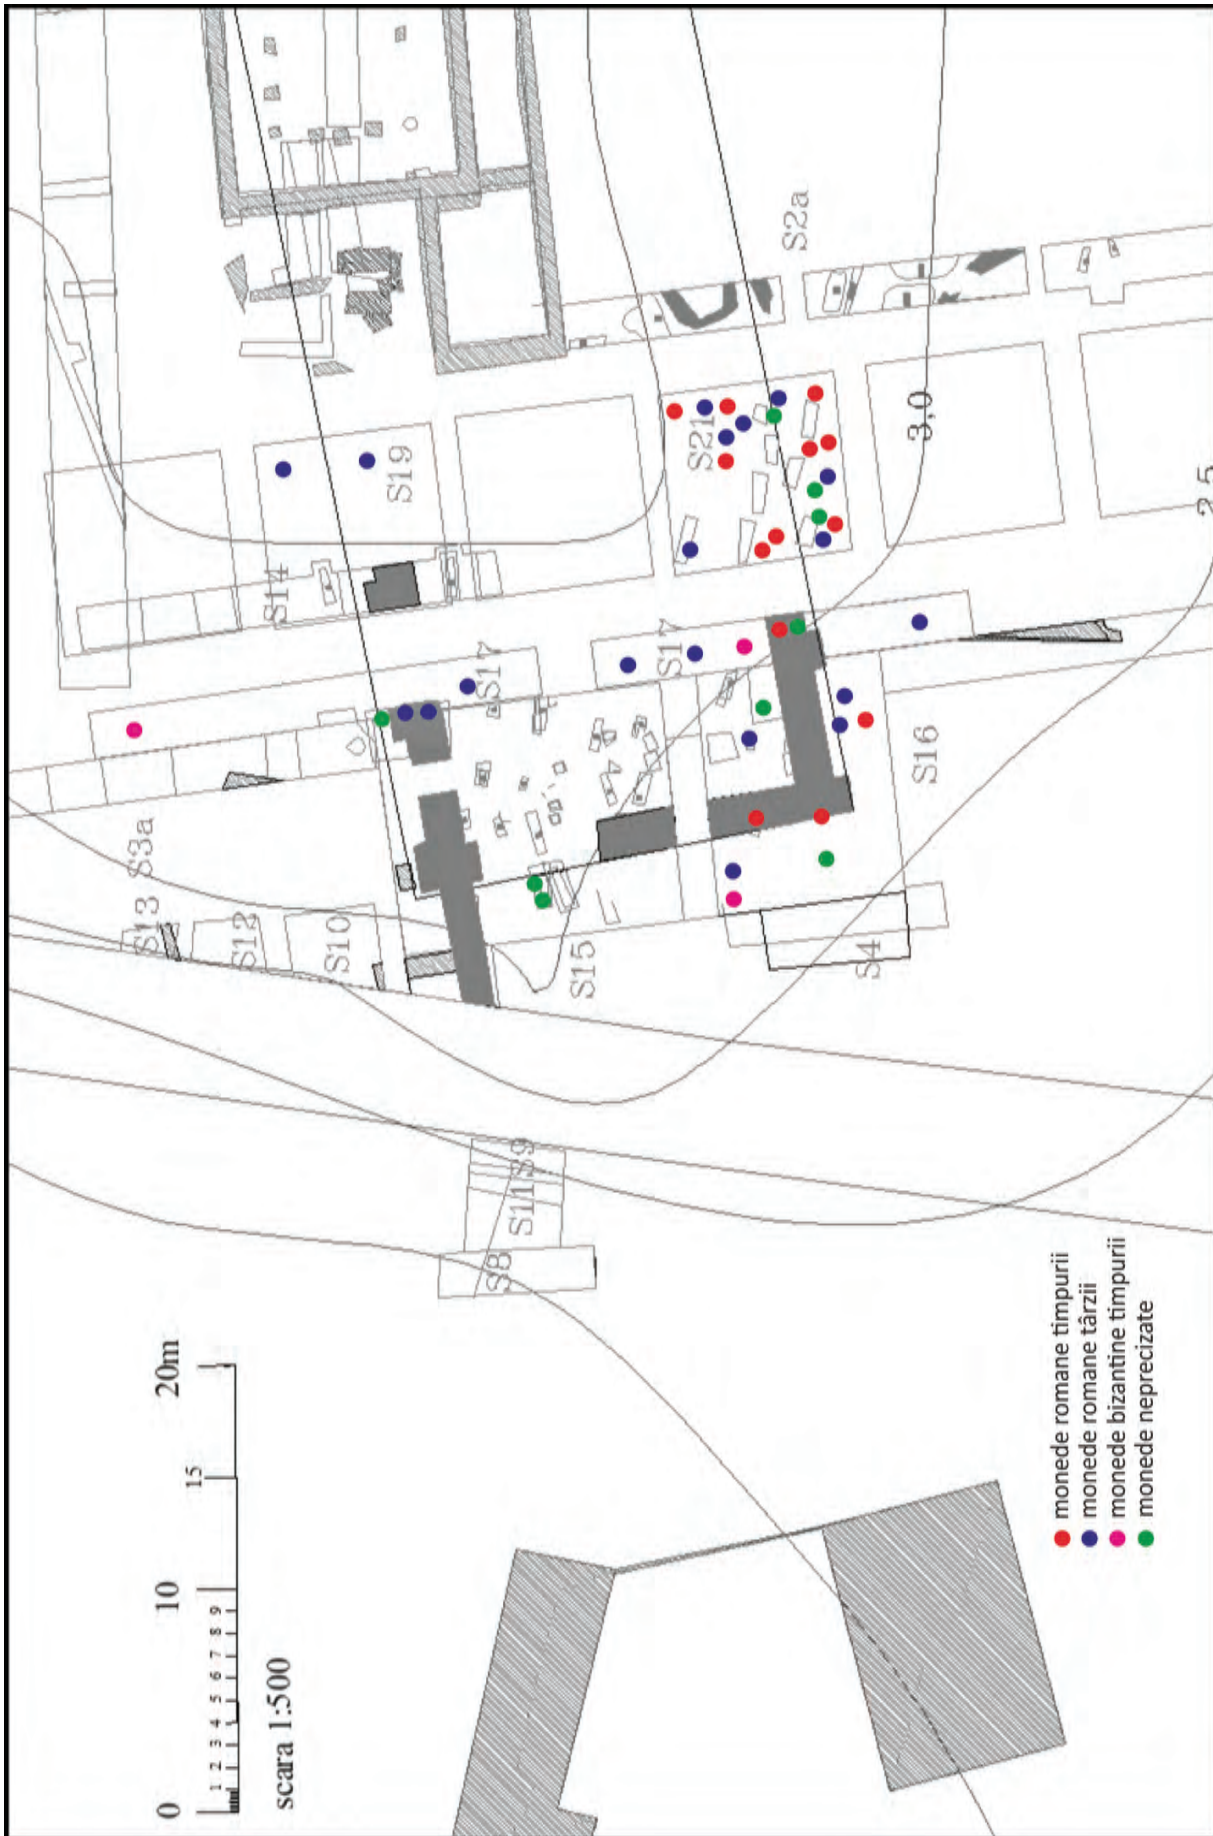 S2a
S21
3,0
2,5
S19
S14
S17
S17
S16
S3a
S13
S12
S10
S15
S4
S11
S9
S8
0 1 2 3 4 5 6 7 8 9 10 15 20m
scara 1:500
monede romane timpurii
monede romane târzii
monede bizantine timpurii
monede neprecizate